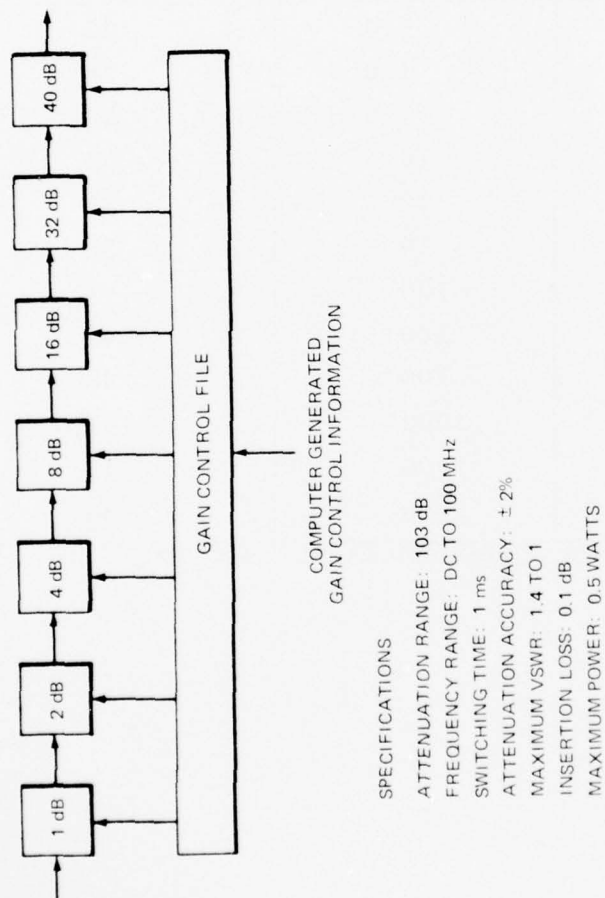 1 dB
2 dB
4 dB
8 dB
16 dB
32 dB
40 dB
GAIN CONTROL FILE
COMPUTER GENERATED
GAIN CONTROL INFORMATION
SPECIFICATIONS
ATTENUATION RANGE: 103 dB
FREQUENCY RANGE: DC TO 100 MHz
SWITCHING TIME: 1 ms
ATTENUATION ACCURACY: ± 2%
MAXIMUM VSWR: 1.4 TO 1
INSERTION LOSS: 0.1 dB
MAXIMUM POWER: 0.5 WATTS